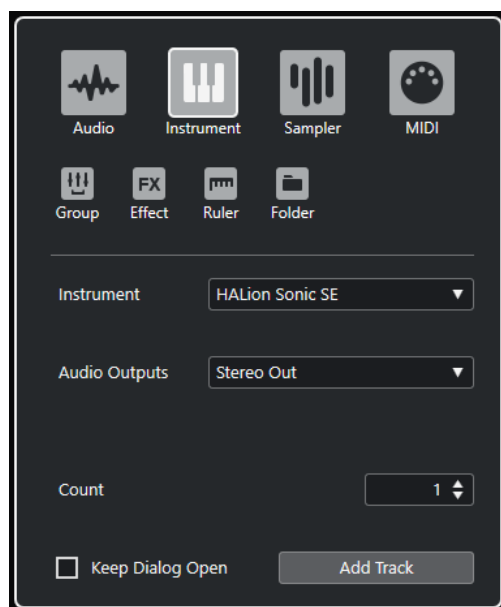 Audio Instrument Sampler MIDI
FX
Group Effect Ruler Folder
Instrument HALion Sonic SE
Audio Outputs Stereo Out
Count 1
Keep Dialog Open Add Track